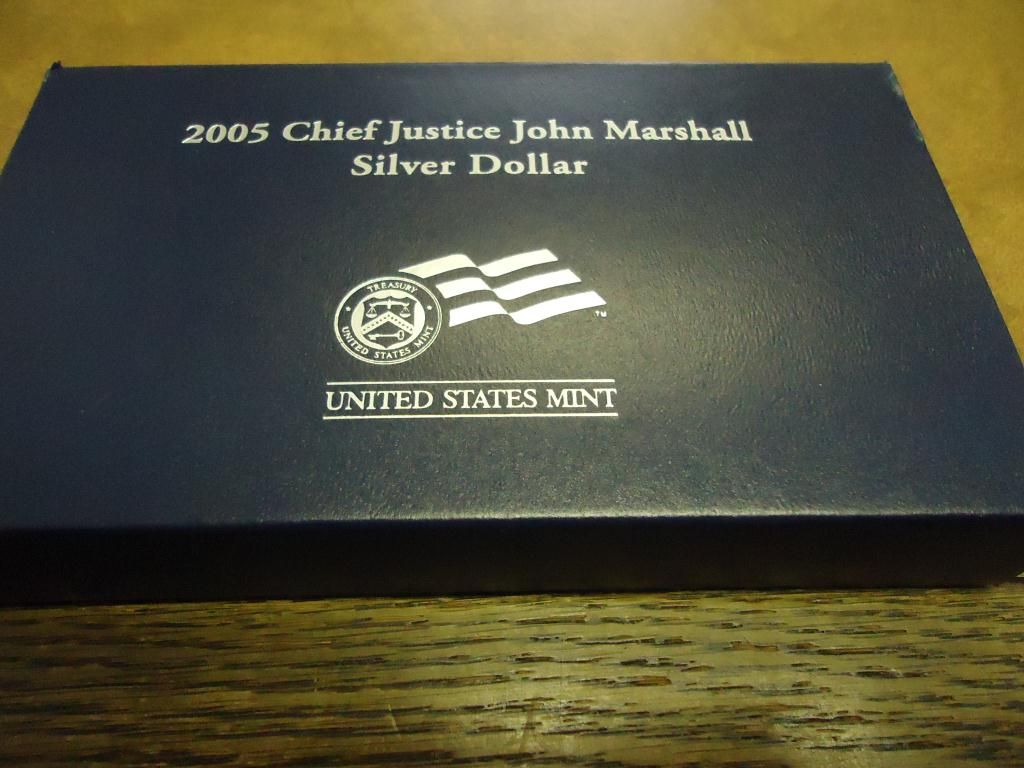 2005 Chief Justice John Marshall
Silver Dollar
TREASURY
UNITED STATES MINT
TM
UNITED STATES MINT